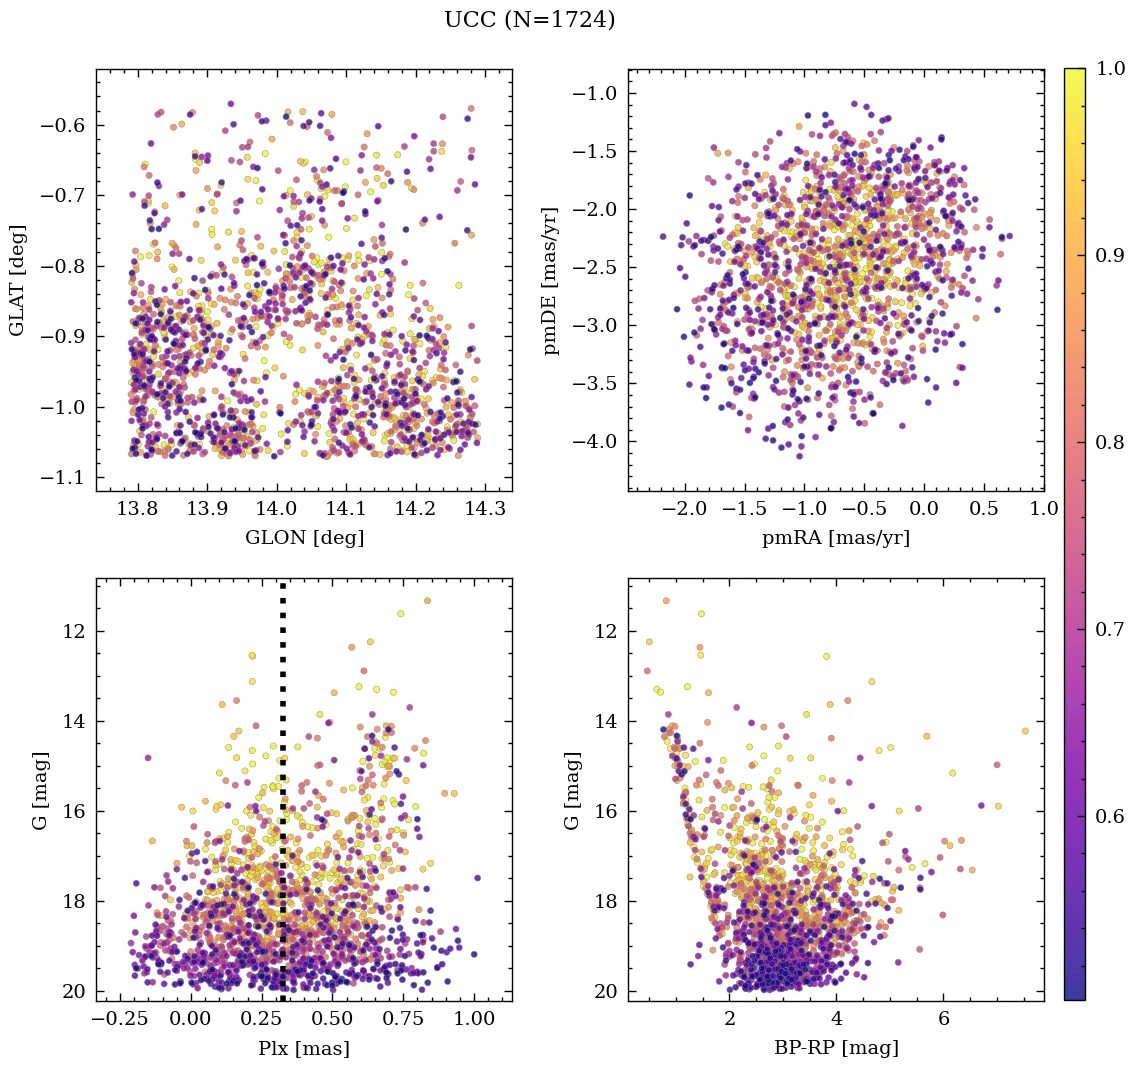 UCC (N=1724)
−0.6
−0.7
−0.8
−0.9
−1.0
−1.1
GLAT [deg]
13.8 13.9 14.0 14.1 14.2 14.3
GLON [deg]
−1.0
−1.5
−2.0
−2.5
−3.0
−3.5
−4.0
pmDE [mas/yr]
−2.0 −1.5 −1.0 −0.5 0.0 0.5 1.0
pmRA [mas/yr]
12
14
16
18
20
G [mag]
−0.25 0.00 0.25 0.50 0.75 1.00
Plx [mas]
12
14
16
18
20
G [mag]
2 4 6
BP-RP [mag]
1.0
0.9
0.8
0.7
0.6